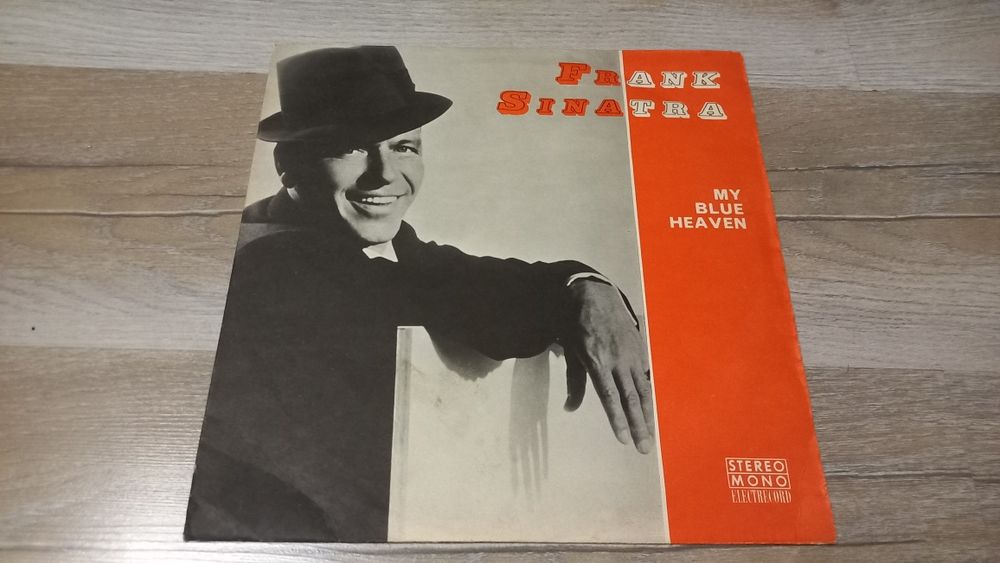 FRANK
SINATRA
MY
BLUE
HEAVEN
STEREO
MONO
ELECTRECORD